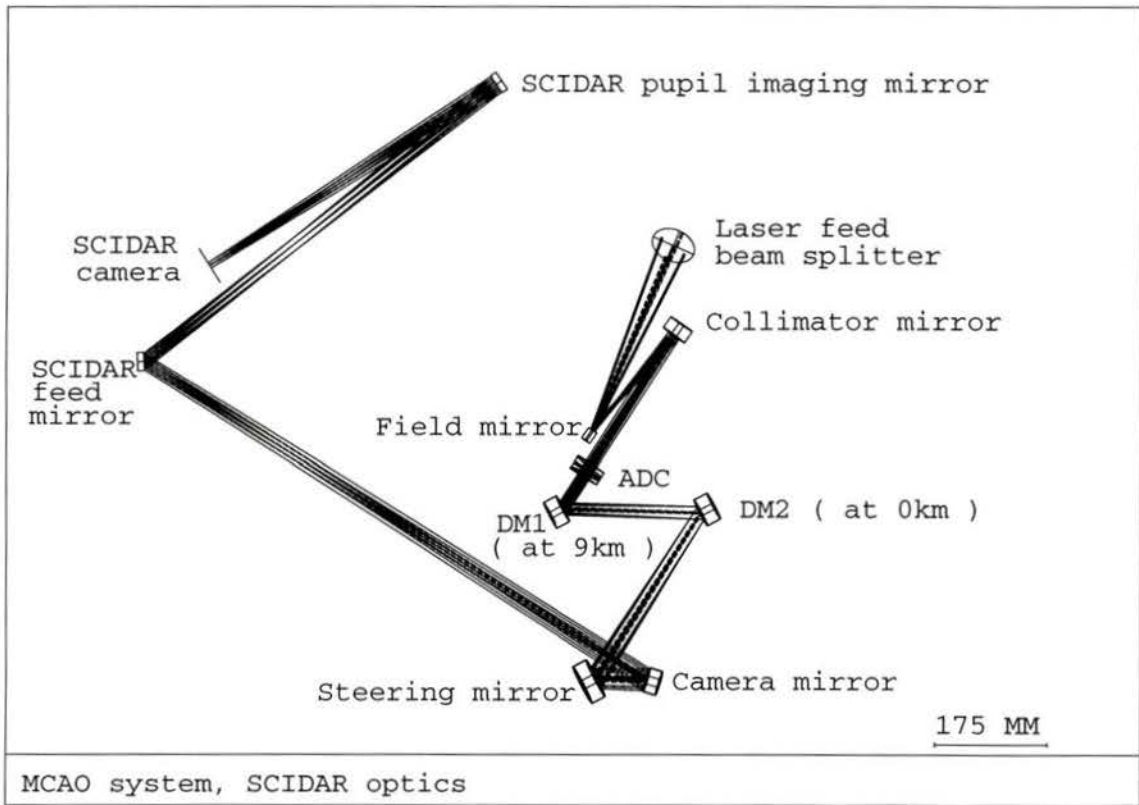 SCIDAR pupil imaging mirror
Laser feed
beam splitter
SCIDAR
camera
Collimator mirror
SCIDAR
feed
mirror
Field mirror
ADC
DM1
( at 9km )
DM2 ( at 0km )
Steering mirror
Camera mirror
175 MM
MCAO system, SCIDAR optics